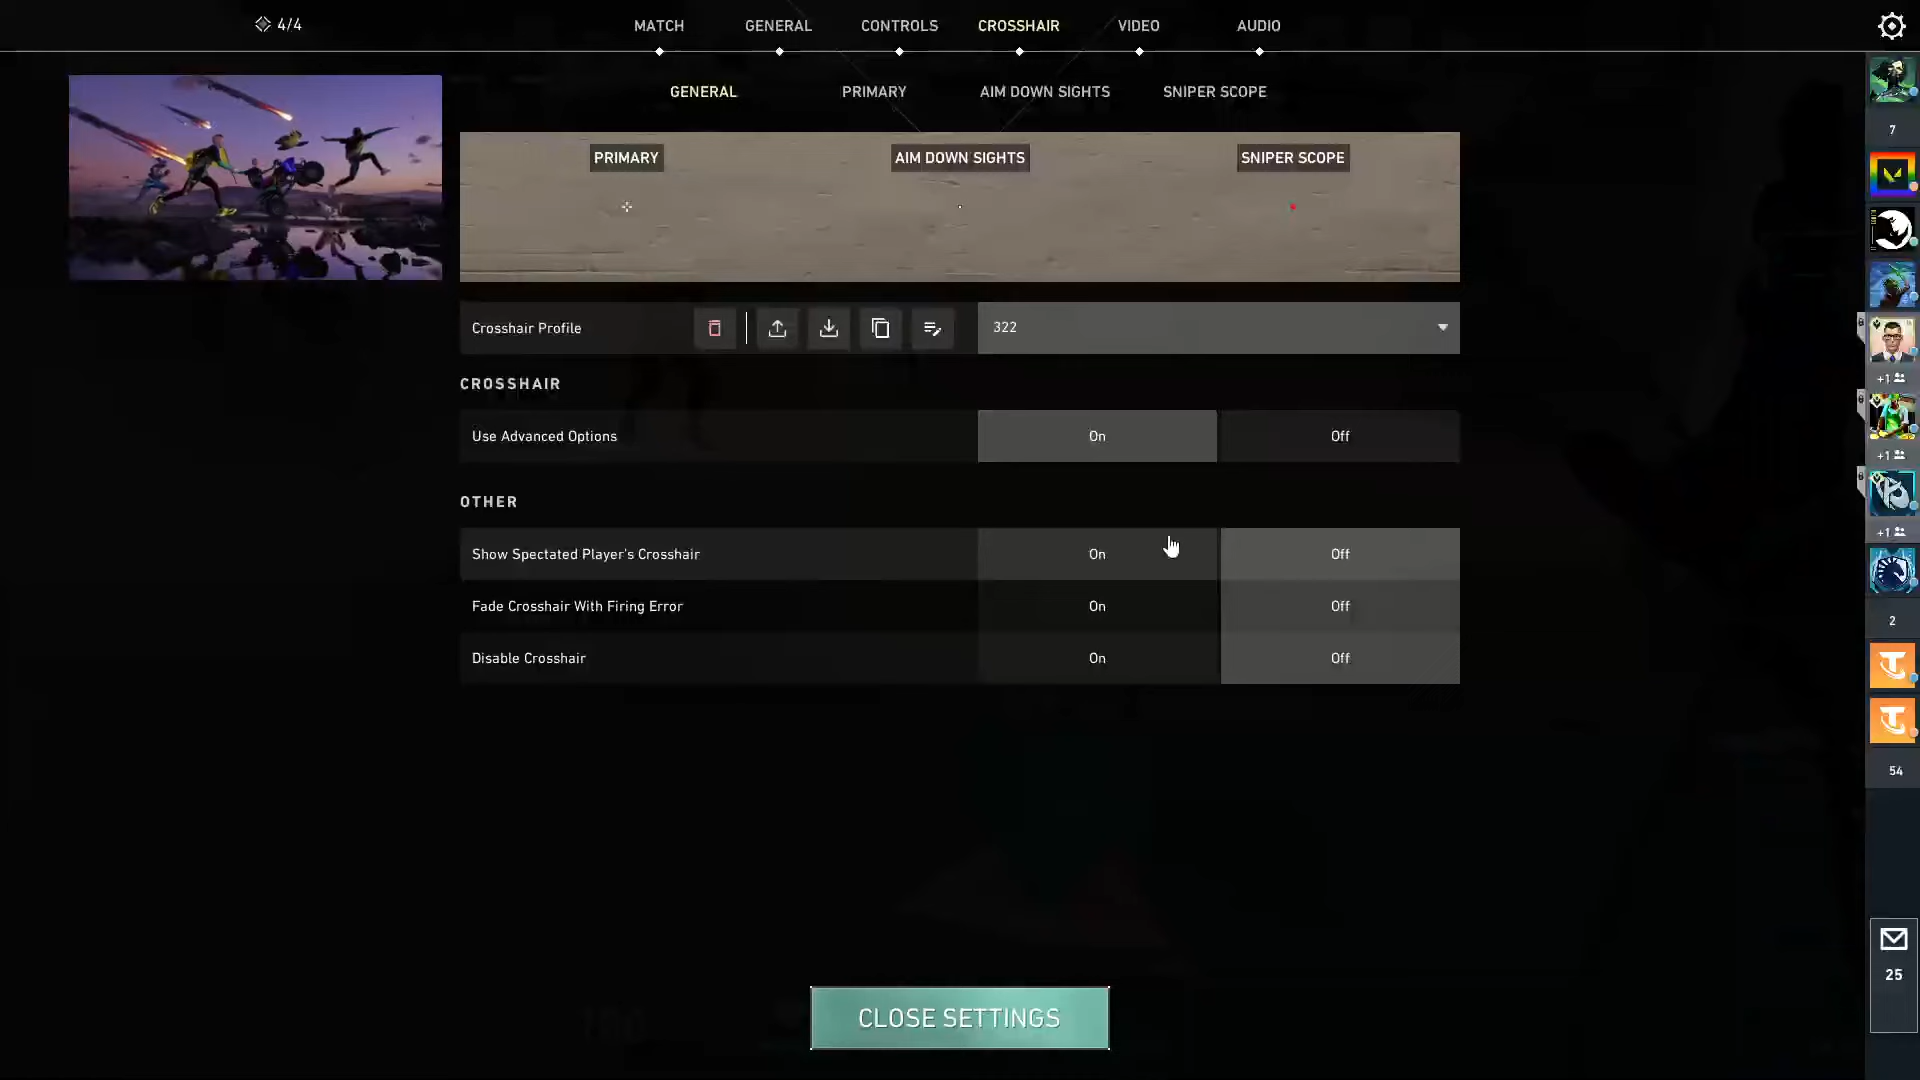 4/4
MATCH GENERAL CONTROLS CROSSHAIR VIDEO AUDIO
GENERAL PRIMARY AIM DOWN SIGHTS SNIPER SCOPE
PRIMARY AIM DOWN SIGHTS SNIPER SCOPE
Crosshair Profile 322
CROSSHAIR
Use Advanced Options On Off
OTHER
Show Spectated Player's Crosshair On Off
Fade Crosshair With Firing Error On Off
Disable Crosshair On Off
CLOSE SETTINGS
7
+1
+1
+1
2
54
25